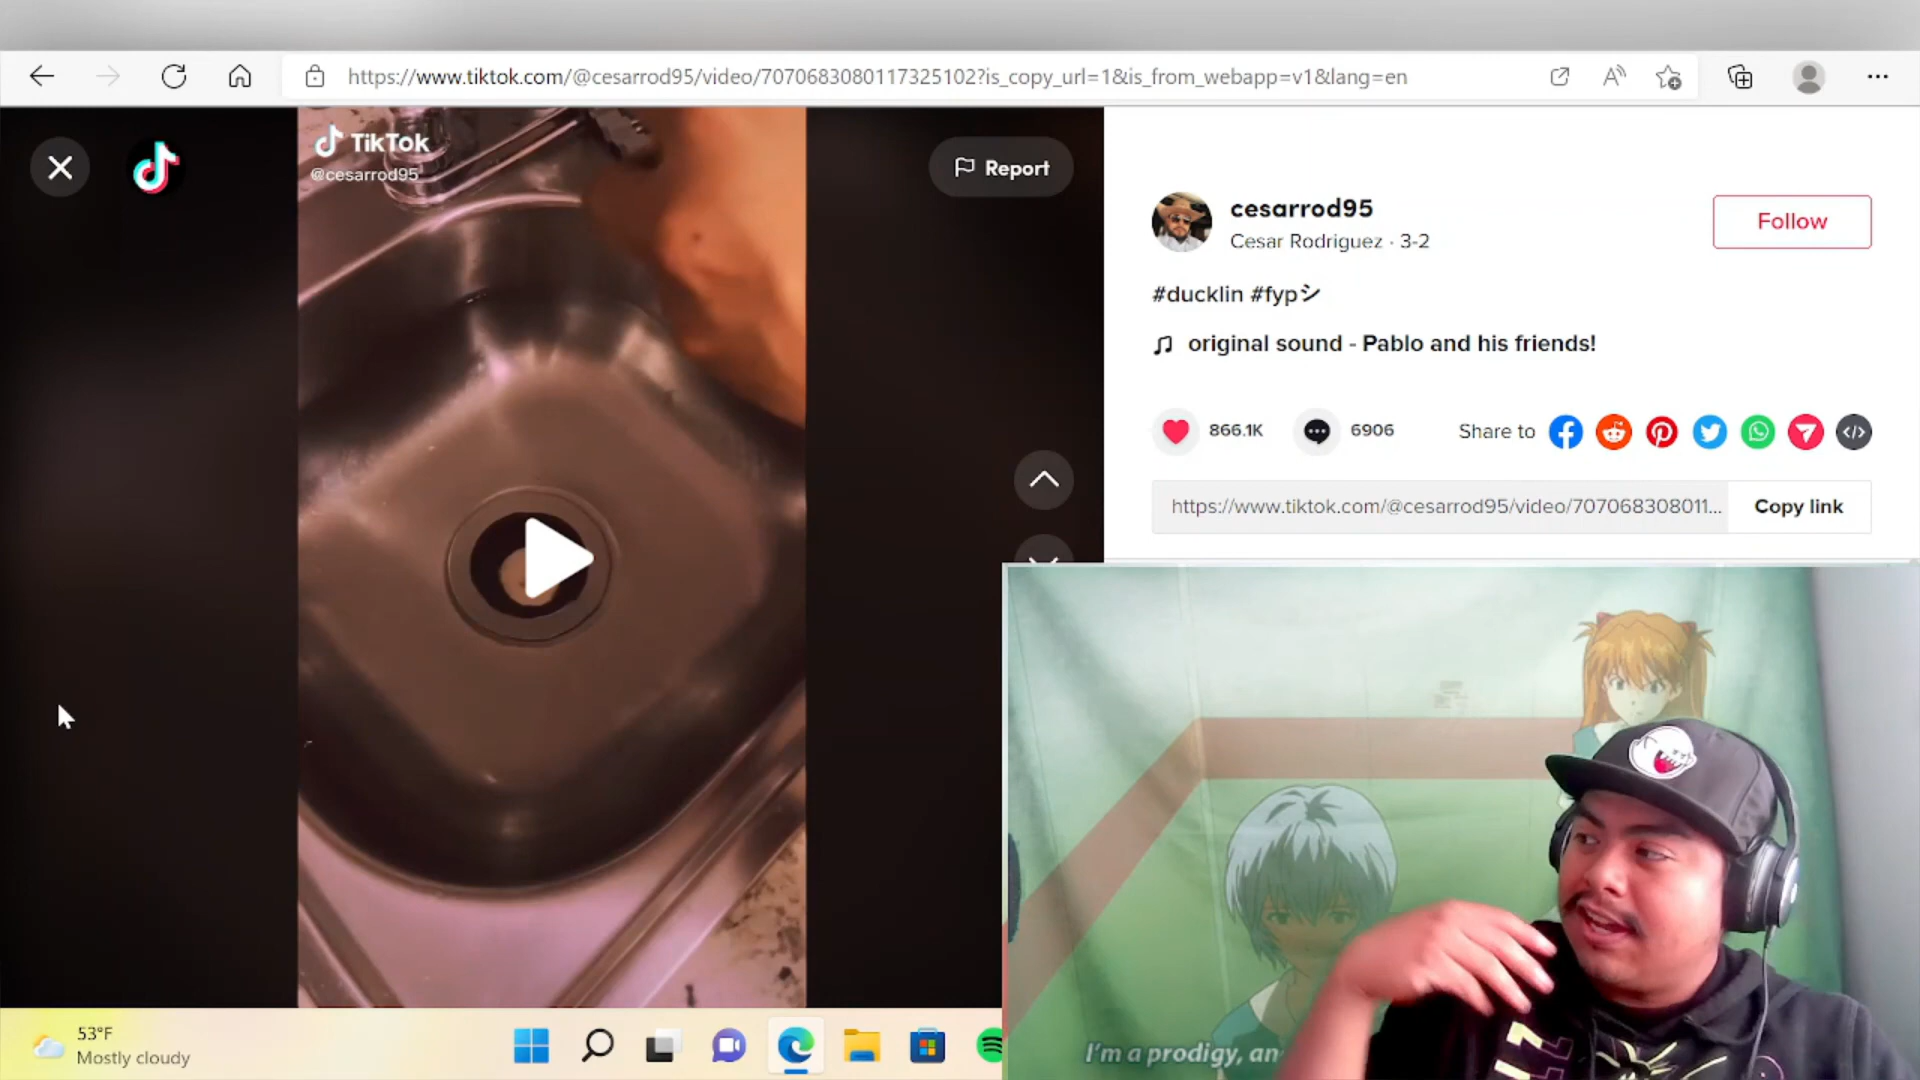 https://www.tiktok.com/@cesarrod95/video/7070683080117325102?is_copy_url=1&is_from_webapp=v1&lang=en
TikTok
@cesarrod95
Report
cesarrod95
Cesar Rodriguez · 3-2
Follow
#ducklin #fypシ
original sound - Pablo and his friends!
866.1K
6906
Share to
https://www.tiktok.com/@cesarrod95/video/707068308011...
Copy link
I'm a prodigy, an
53°F
Mostly cloudy